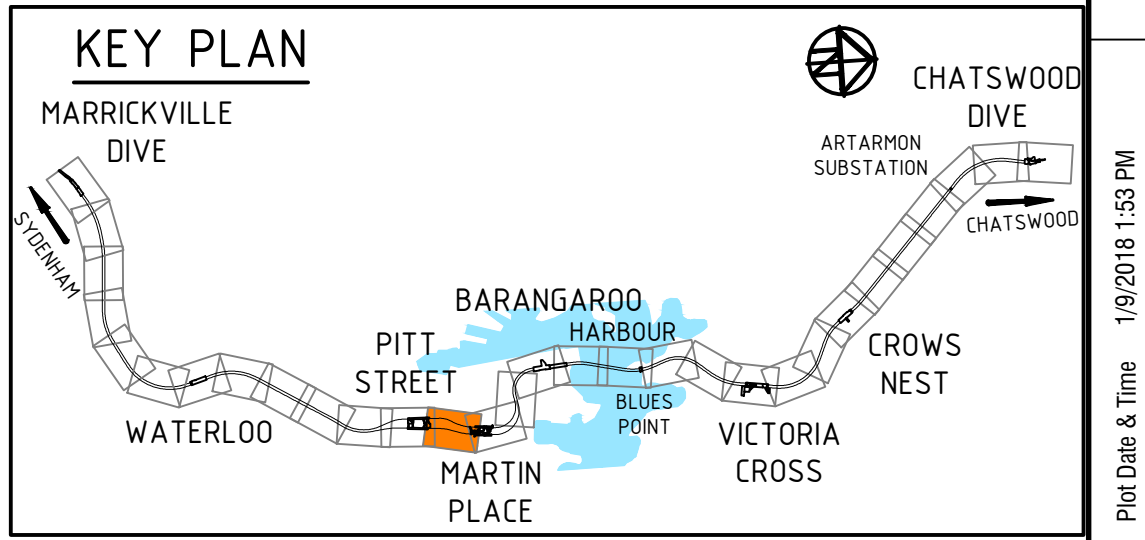 KEY PLAN
MARRICKVILLE
DIVE
SYDENHAM
WATERLOO
PITT
STREET
MARTIN
PLACE
BARANGAROO
HARBOUR
BLUES
POINT
VICTORIA
CROSS
CROWS
NEST
ARTARMON
SUBSTATION
CHATSWOOD
DIVE
CHATSWOOD
Plot Date & Time 1/9/2018 1:53 PM